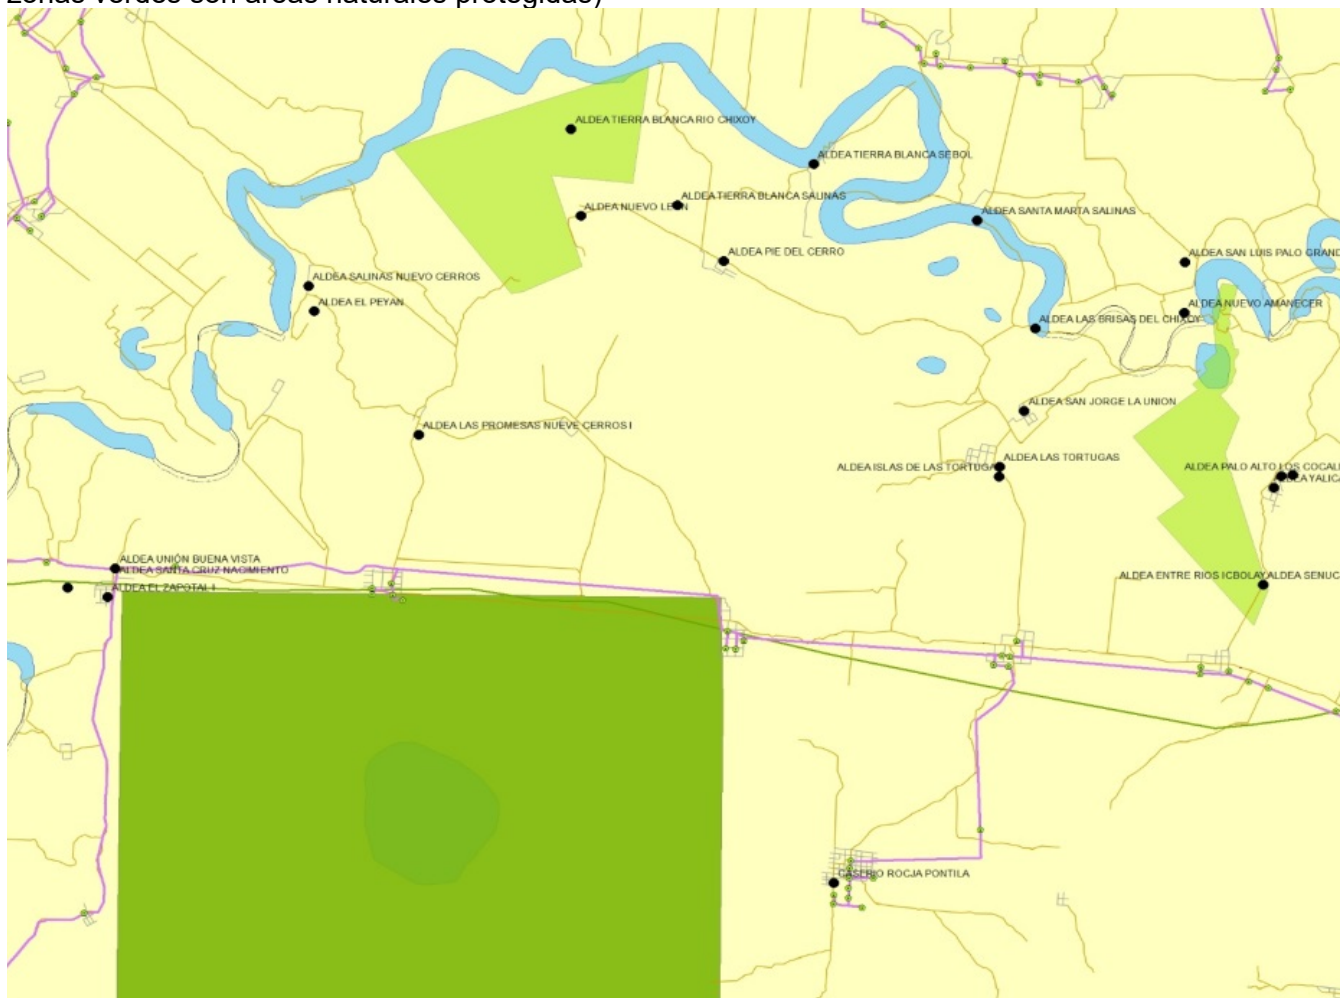 zonas verdes son áreas naturales protegidas)
ALDEA TIERRA BLANCA RIO CHIXOY
ALDEA TIERRA BLANCA SEBOL
ALDEA TIERRA BLANCA SALINAS
ALDEA NUEVO LEON
ALDEA SANTA MARTA SALINAS
ALDEA PIE DEL CERRO
ALDEA SAN LUIS PALO GRAND
ALDEA SALINAS NUEVO CERROS
ALDEA EL PEYAN
ALDEA NUEVO AMANECER
ALDEA LAS BRISAS DEL CHIXOY
ALDEA SAN JORGE LA UNION
ALDEA LAS PROMESAS NUEVE CERROS I
ALDEA LAS TORTUGAS
ALDEA ISLAS DE LAS TORTUGA
ALDEA PALO ALTO LOS COCAL
ALDEA UNIÓN BUENA VISTA
ALDEA SANTA CRUZ NACIMIENTO
ALDEA EL ZAPOTAL I
ALDEA ENTRE RIOS ICBOLAY
ALDEA SENUC
CASERIO ROCJA PONTILA